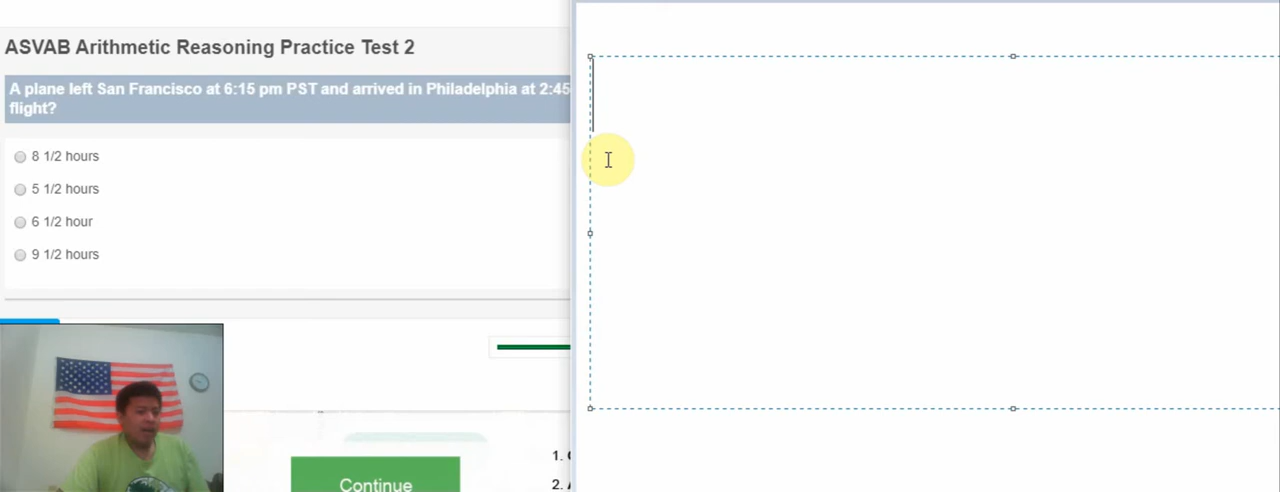 ASVAB Arithmetic Reasoning Practice Test 2
A plane left San Francisco at 6:15 pm PST and arrived in Philadelphia at 2:45
flight?
8 1/2 hours
5 1/2 hours
6 1/2 hour
9 1/2 hours
Continue
1.
2.